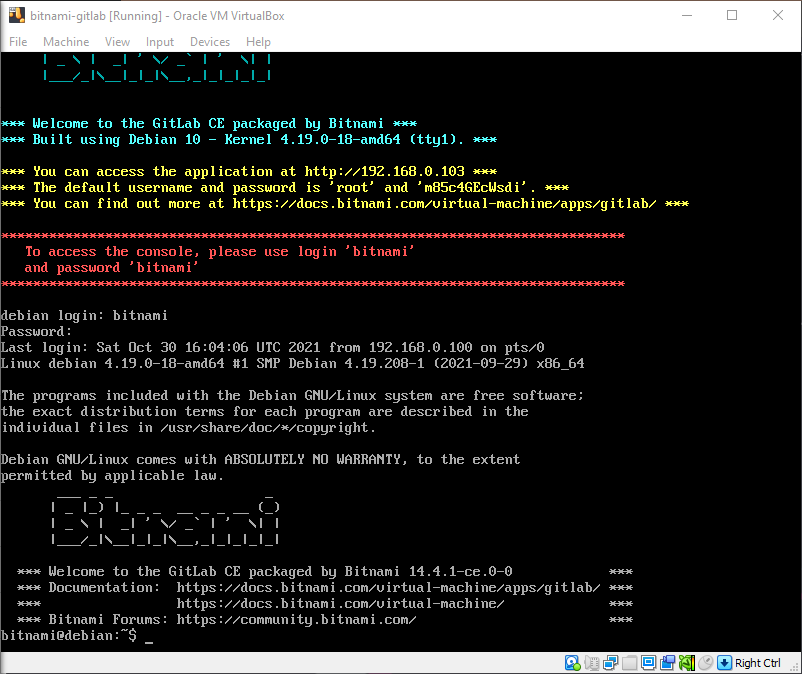 bitnami-gitlab [Running] - Oracle VM VirtualBox
File Machine View Input Devices Help
*** Welcome to the GitLab CE packaged by Bitnami ***
*** Built using Debian 10 - Kernel 4.19.0-18-amd64 (tty1). ***
*** You can access the application at http://192.168.0.103 ***
*** The default username and password is 'root' and 'm85c4GEcWsdi'. ***
*** You can find out more at https://docs.bitnami.com/virtual-machine/apps/gitlab/ ***
******************************************************************************
To access the console, please use login 'bitnami'
and password 'bitnami'
******************************************************************************
debian login: bitnami
Password:
Last login: Sat Oct 30 16:04:06 UTC 2021 from 192.168.0.100 on pts/0
Linux debian 4.19.0-18-amd64 #1 SMP Debian 4.19.208-1 (2021-09-29) x86_64
The programs included with the Debian GNU/Linux system are free software;
the exact distribution terms for each program are described in the
individual files in /usr/share/doc/*/copyright.
Debian GNU/Linux comes with ABSOLUTELY NO WARRANTY, to the extent
permitted by applicable law.
Bitnami
*** Welcome to the GitLab CE packaged by Bitnami 14.4.1-ce.0-0 ***
*** Documentation: https://docs.bitnami.com/virtual-machine/apps/gitlab/ ***
*** https://docs.bitnami.com/virtual-machine/ ***
*** Bitnami Forums: https://community.bitnami.com/ ***
bitnami@debian:~$ _
Right Ctrl